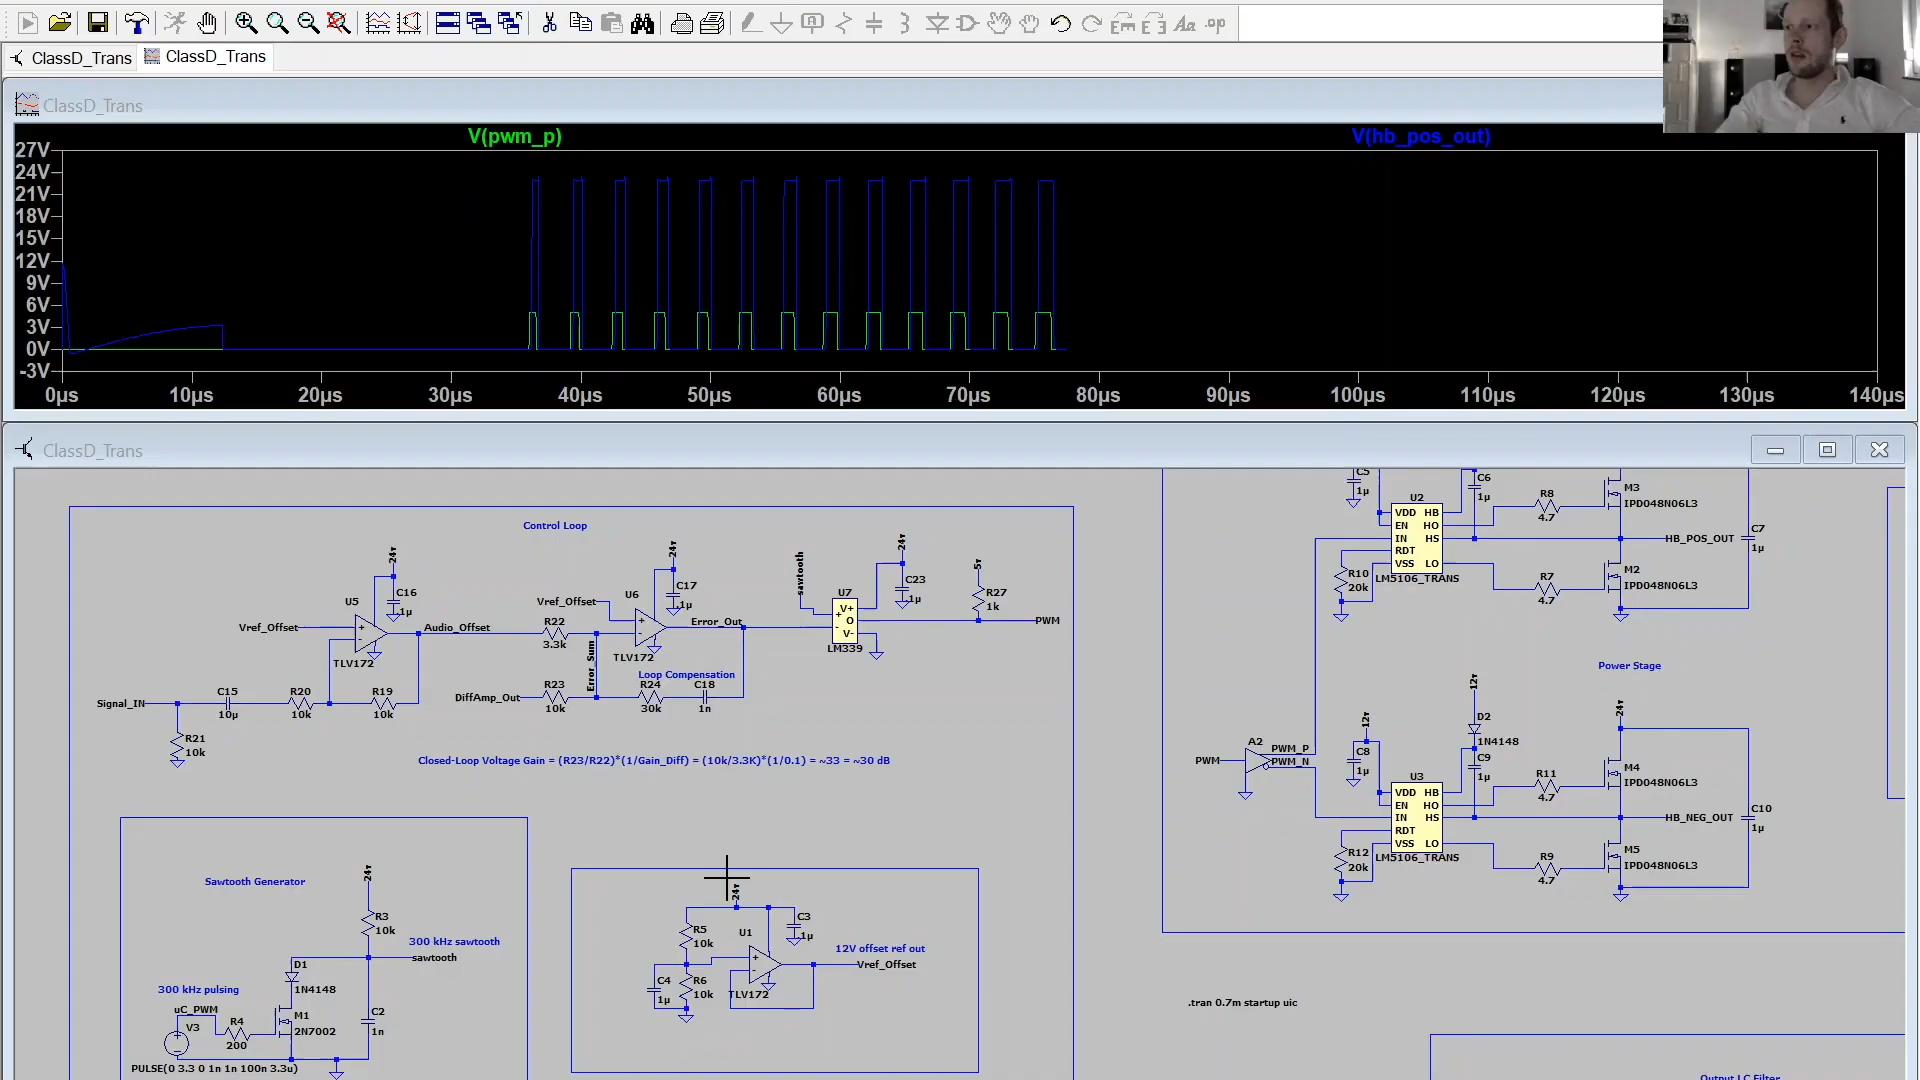 Aa .op
ClassD_Trans
ClassD_Trans
ClassD_Trans
V(pwm_p)
V(hb_pos_out)
27V
24V
21V
18V
15V
12V
9V
6V
3V
0V
-3V
0µs
10µs
20µs
30µs
40µs
50µs
60µs
70µs
80µs
90µs
100µs
110µs
120µs
130µs
140µs
ClassD_Trans
Control Loop
Vref_Offset
U5
TLV172
24v
C16
.1µ
Audio_Offset
Signal_IN
C15
10µ
R20
10k
R19
10k
R21
10k
R22
3.3k
Vref_Offset
U6
TLV172
24v
C17
.1µ
Error_Out
Error_Sum
Loop Compensation
DiffAmp_Out
R23
10k
R24
30k
C18
1n
sawtooth
U7
V+
O
V-
LM339
24v
C23
.1µ
5v
R27
1k
PWM
Closed-Loop Voltage Gain = (R23/R22)*(1/Gain_Diff) = (10k/3.3K)*(1/0.1) = ~33 = ~30 dB
Sawtooth Generator
24v
R3
10k
300 kHz sawtooth
sawtooth
D1
1N4148
300 kHz pulsing
uC_PWM
V3
R4
200
M1
2N7002
C2
1n
PULSE(0 3.3 0 1n 1n 100n 3.3u)
24v
R5
10k
R6
10k
C4
1µ
U1
TLV172
C3
.1µ
12V offset ref out
Vref_Offset
C5
1µ
U2
VDD HB
EN HO
IN HS
RDT
VSS LO
LM5106_TRANS
R10
20k
C6
1µ
R8
4.7
R7
4.7
M3
IPD048N06L3
HB_POS_OUT
M2
IPD048N06L3
C7
1µ
Power Stage
PWM
A2
PWM_P
PWM_N
12v
C8
1µ
12v
D2
1N4148
C9
1µ
U3
VDD HB
EN HO
IN HS
RDT
VSS LO
LM5106_TRANS
R12
20k
R11
4.7
R9
4.7
24v
M4
IPD048N06L3
HB_NEG_OUT
M5
IPD048N06L3
C10
1µ
.tran 0.7m startup uic
Output LC Filter